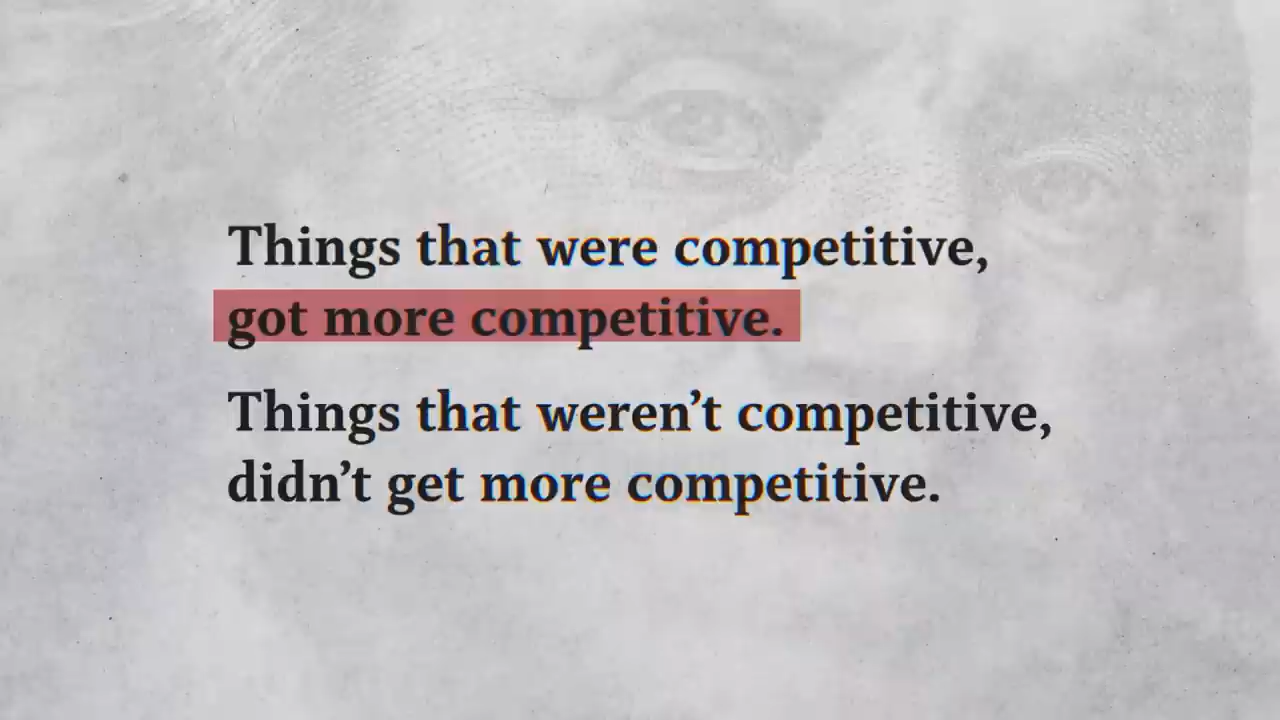 Things that were competitive,
got more competitive.
Things that weren’t competitive,
didn’t get more competitive.